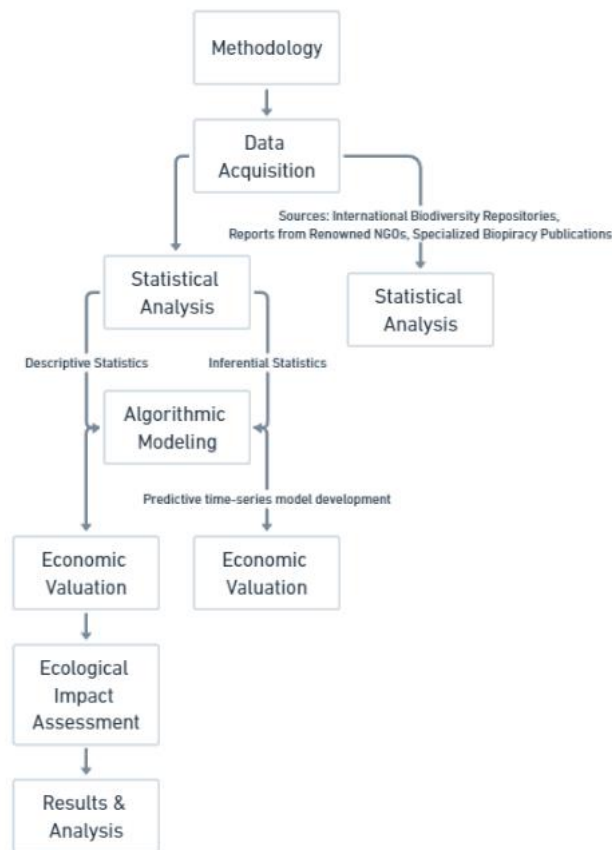 Methodology
Data
Acquisition
Sources: International Biodiversity Repositories,
Reports from Renowned NGOs, Specialized Biopiracy Publications
Statistical
Analysis
Statistical
Analysis
Descriptive Statistics
Inferential Statistics
Algorithmic
Modeling
Predictive time-series model development
Economic
Valuation
Economic
Valuation
Ecological
Impact
Assessment
Results &
Analysis